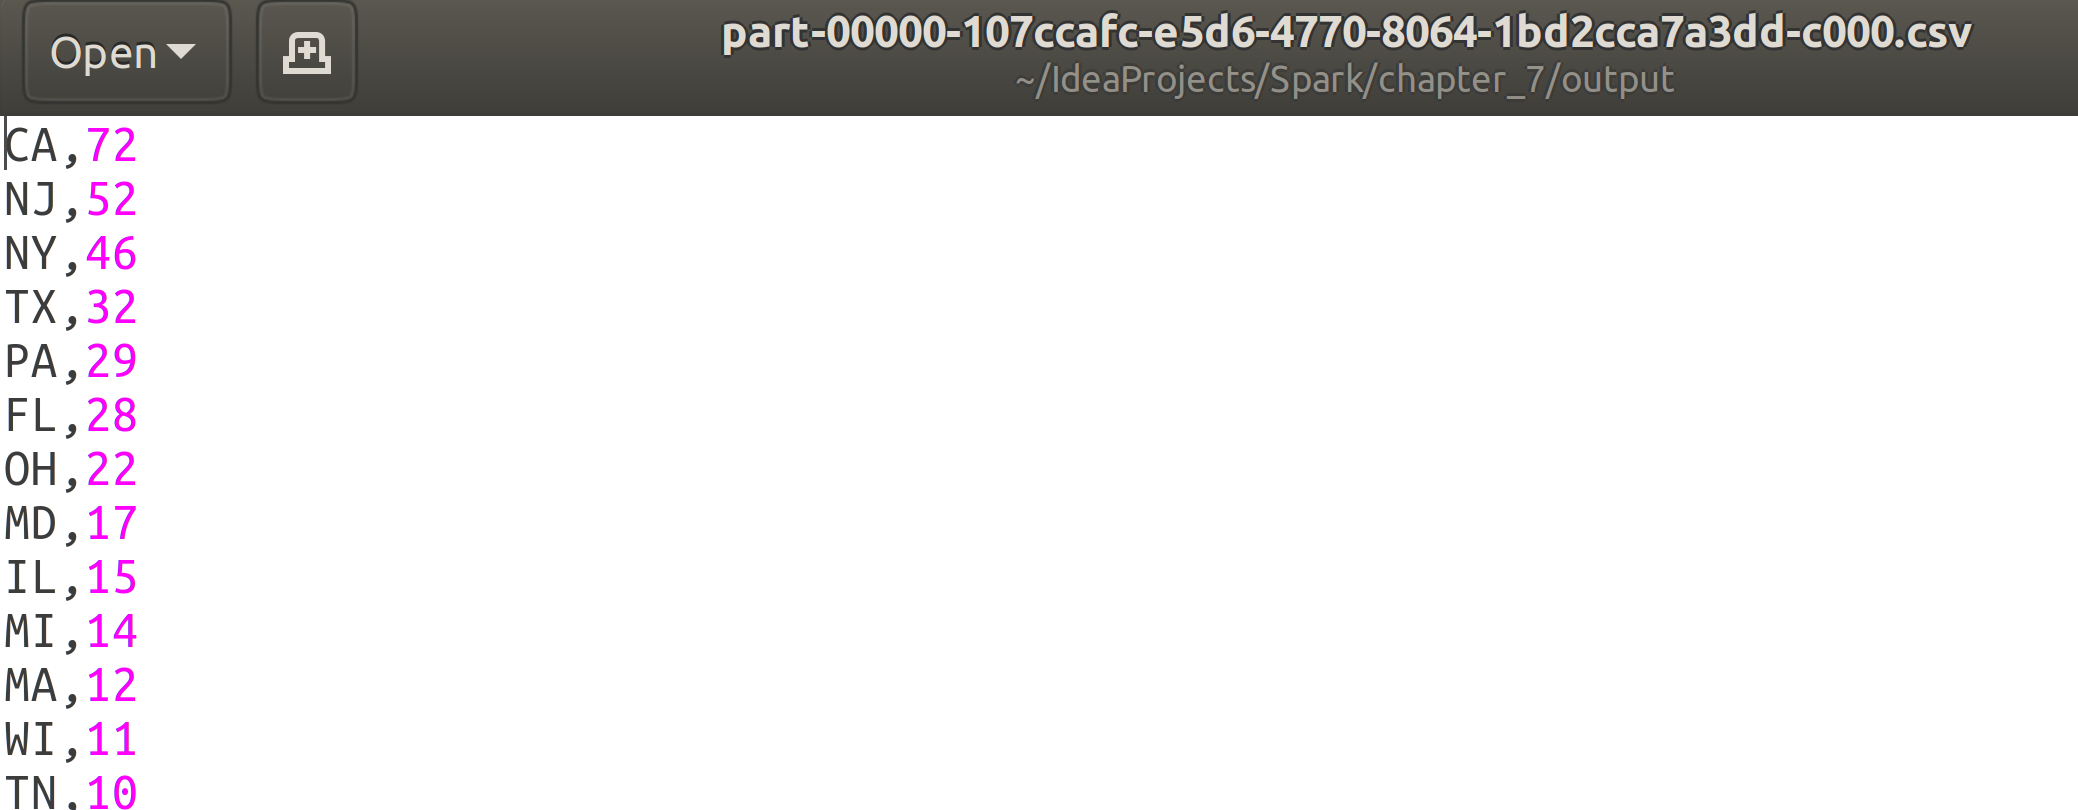 Open
part-00000-107ccafc-e5d6-4770-8064-1bd2cca7a3dd-c000.csv
~/IdeaProjects/Spark/chapter_7/output
CA,72
NJ,52
NY,46
TX,32
PA,29
FL,28
OH,22
MD,17
IL,15
MI,14
MA,12
WI,11
TN,10